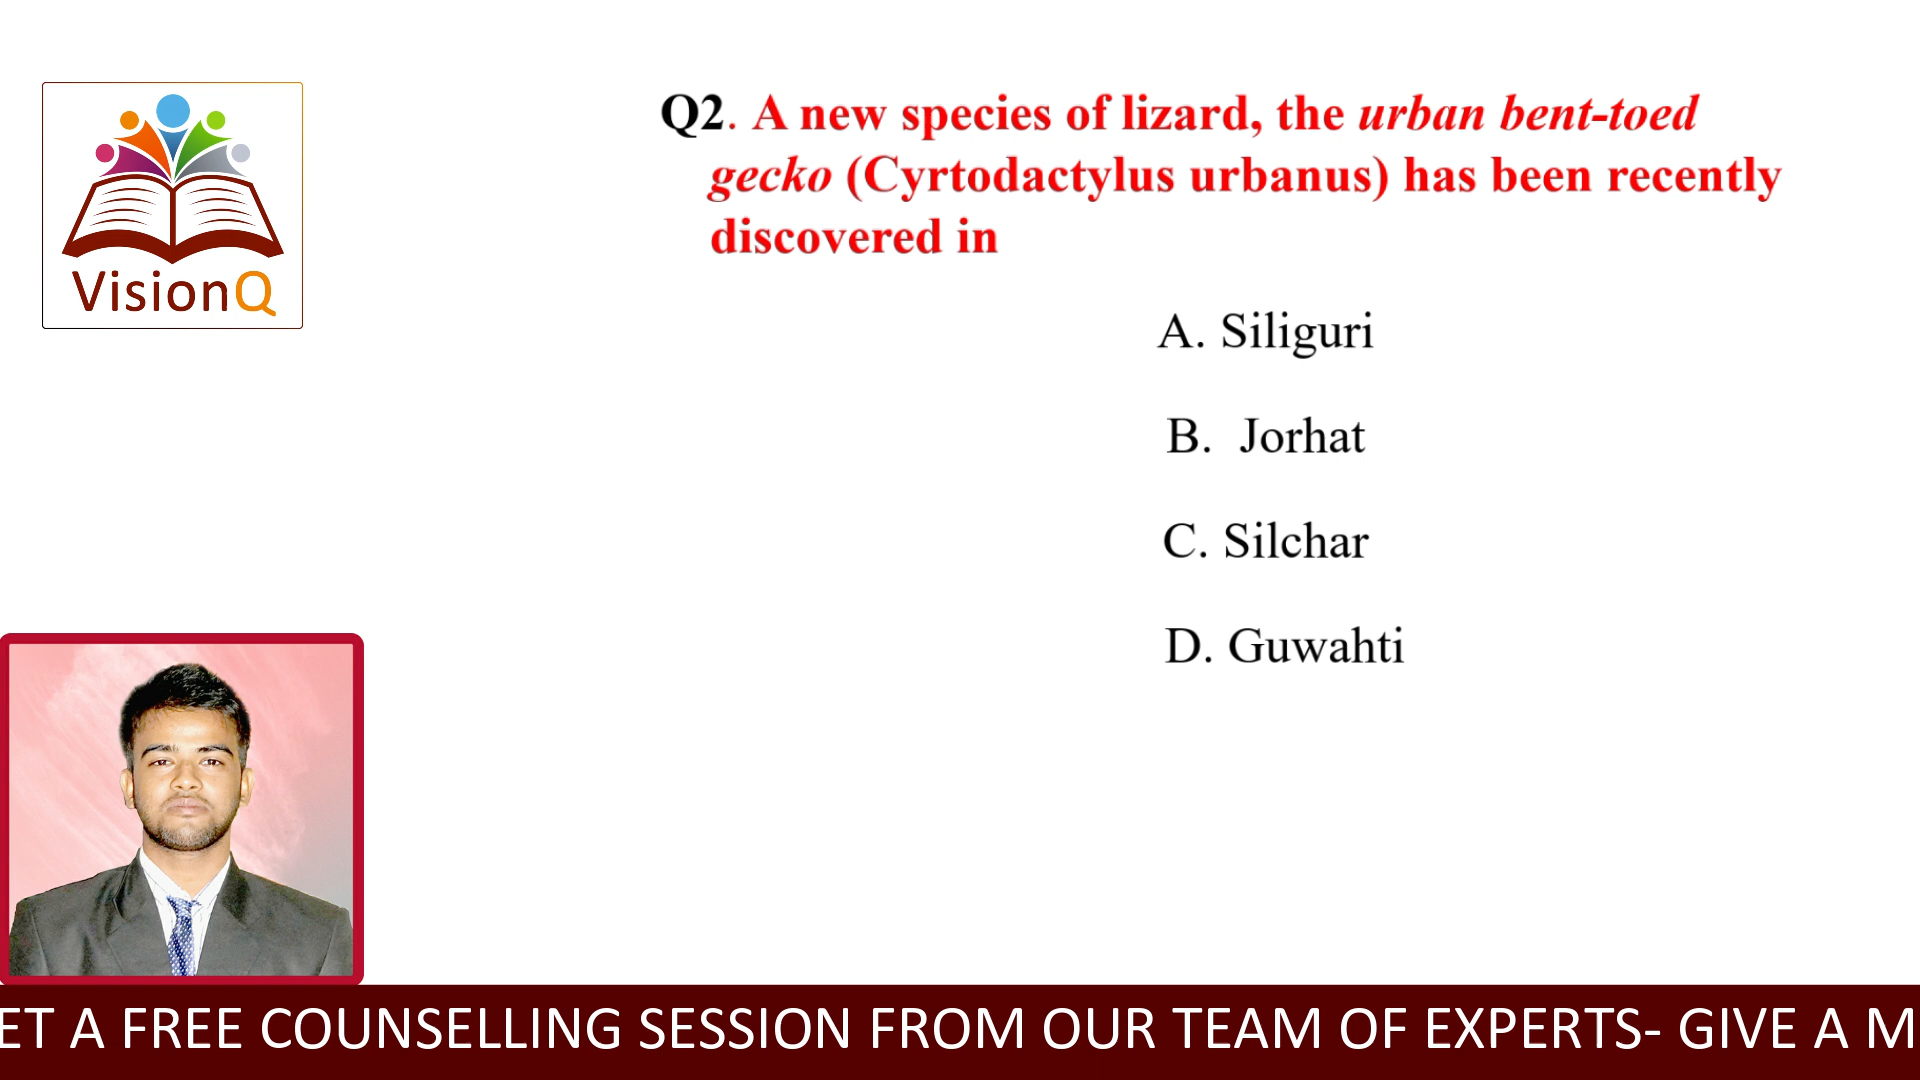 Q2. A new species of lizard, the urban bent-toed
gecko (Cyrtodactylus urbanus) has been recently
discovered in
A. Siliguri
B. Jorhat
C. Silchar
D. Guwahti
VisionQ
ET A FREE COUNSELLING SESSION FROM OUR TEAM OF EXPERTS- GIVE A M